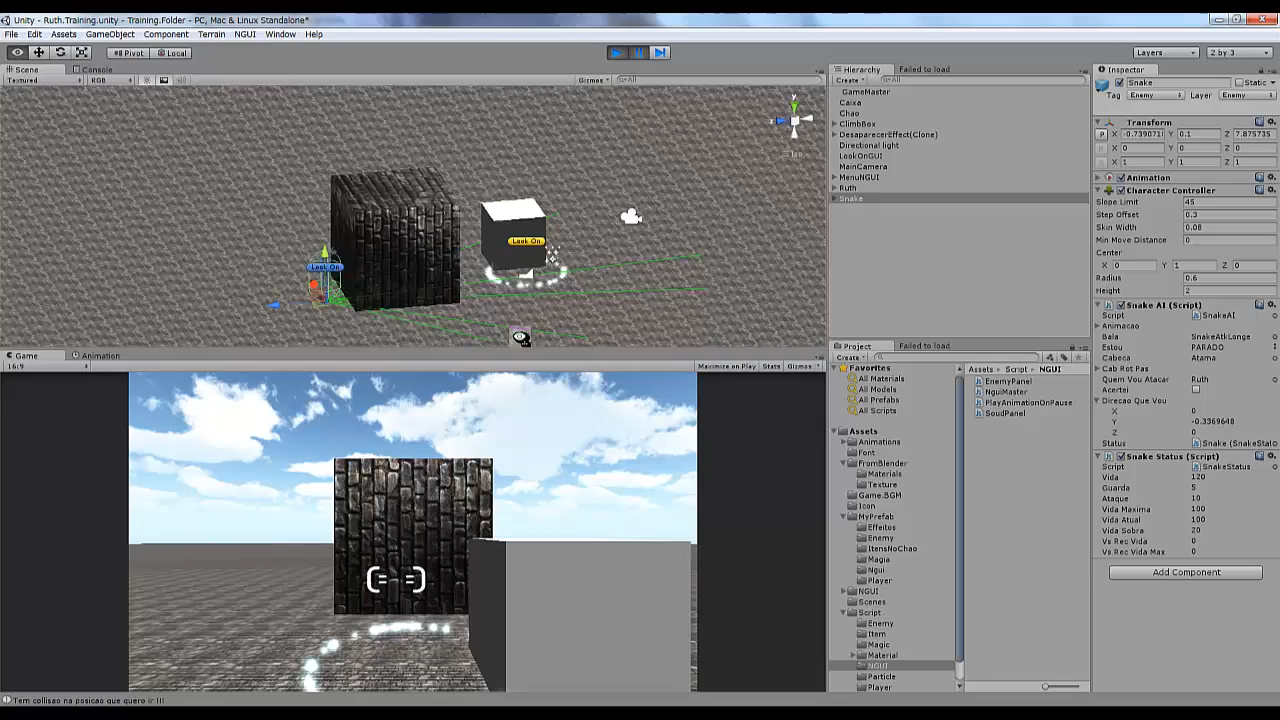 Unity - Ruth.Training.unity - Training.Folder - PC, Mac & Linux Standalone*
File Edit Assets GameObject Component Terrain NGUI Window Help
Pivot Local Layers 2 by 3
Scene Console
Textured RGB Gizmos All
y
z
Iso
Look On
Look On
Game Animation
16:9 Maximize on Play Stats Gizmos
(= =)
Hierarchy Failed to load
Create All
GameMaster
Caixa
Chao
ClimbBox
DesaparecerEffect(Clone)
Directional light
LookOnGUI
MainCamera
MenuNGUI
Ruth
Snake
Project Failed to load
Create
Favorites
All Materials
All Models
All Prefabs
All Scripts
Assets
Animations
Font
FromBlender
Materials
Texture
Game.BGM
Icon
MyPrefab
Effeitos
Enemy
ItensNoChao
Magia
Ngui
Player
NGUI
Scenes
Script
Enemy
Item
Magic
Material
NGUI
Particle
Player
Assets Script NGUI
EnemyPanel
NguiMaster
PlayAnimationOnPause
SoudPanel
Inspector
Snake Static
Tag Enemy Layer Enemy
Transform
P X -0.739071 Y 0.1 Z 7.875735
R X 0 Y 0 Z 0
S X 1 Y 1 Z 1
Animation
Character Controller
Slope Limit 45
Step Offset 0.3
Skin Width 0.08
Min Move Distance 0
Center
X 0 Y 1 Z 0
Radius 0.6
Height 2
Snake AI (Script)
Script SnakeAI
Animacao
Bala SnakeAtkLonge
Estou PARADO
Cabeca Atama
Cab Rot Pas
Quem Vou Atacar Ruth
Acertei
Direcao Que Vou
X 0
Y -0.3369648
Z 0
Status Snake (SnakeStatu
Snake Status (Script)
Script SnakeStatus
Vida 120
Guarda 5
Ataque 10
Vida Maxima 100
Vida Atual 100
Vida Sobra 20
Vs Rec Vida 0
Vs Rec Vida Max 0
Add Component
Tem collisao na posicao que quero ir !!!